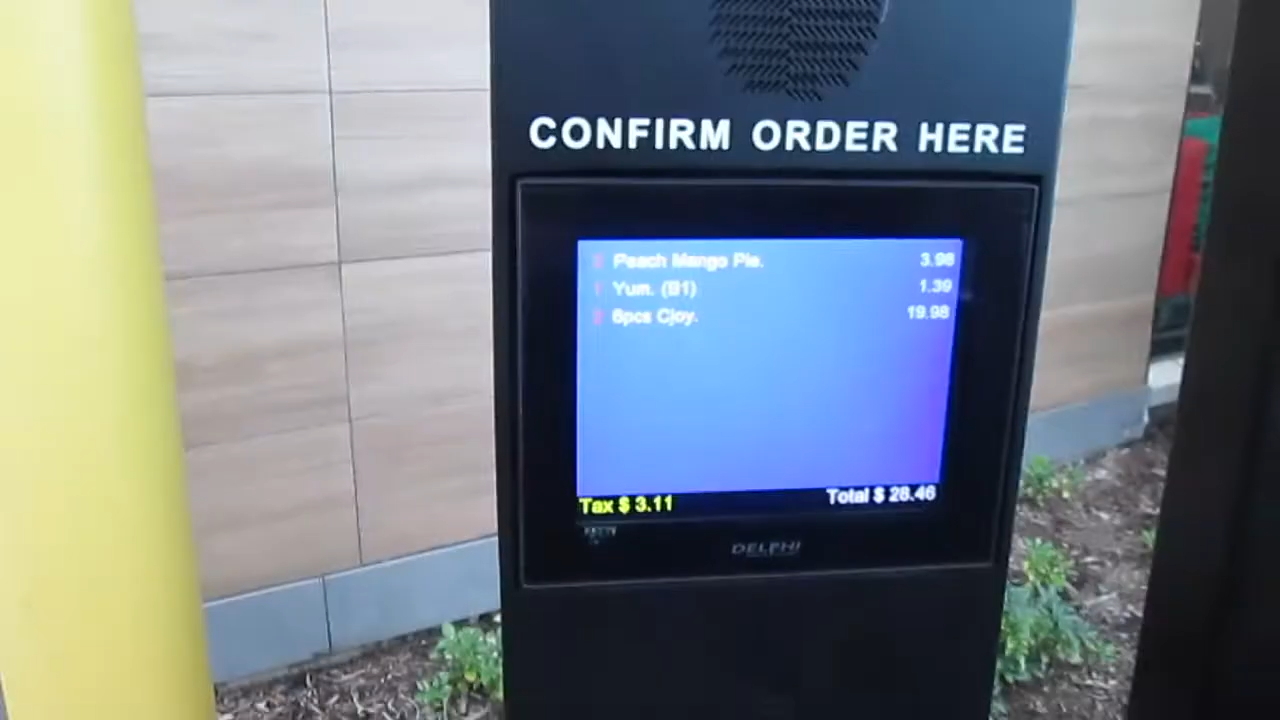 CONFIRM ORDER HERE
Peach Mango Pie. 3.98
1 Yum. (B1) 1.39
6pcs Cjoy. 19.98
Tax $ 3.11 Total $ 28.46
DELPHI